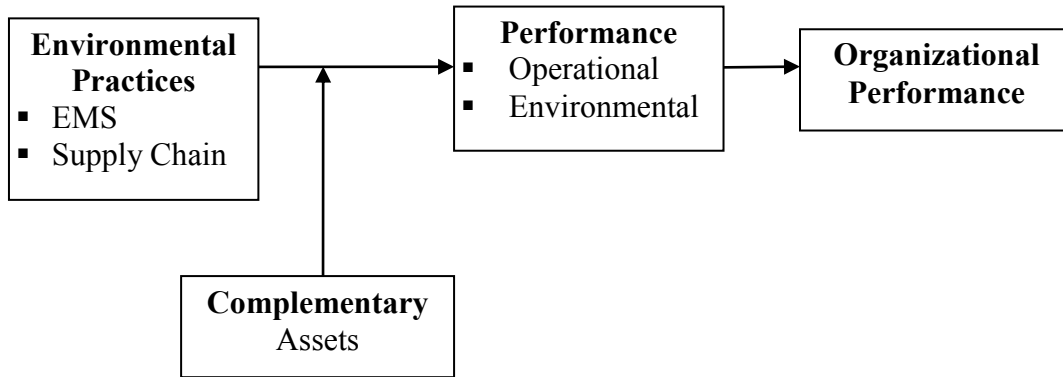 Environmental
Practices
▪ EMS
▪ Supply Chain
Performance
▪ Operational
▪ Environmental
Organizational
Performance
Complementary
Assets